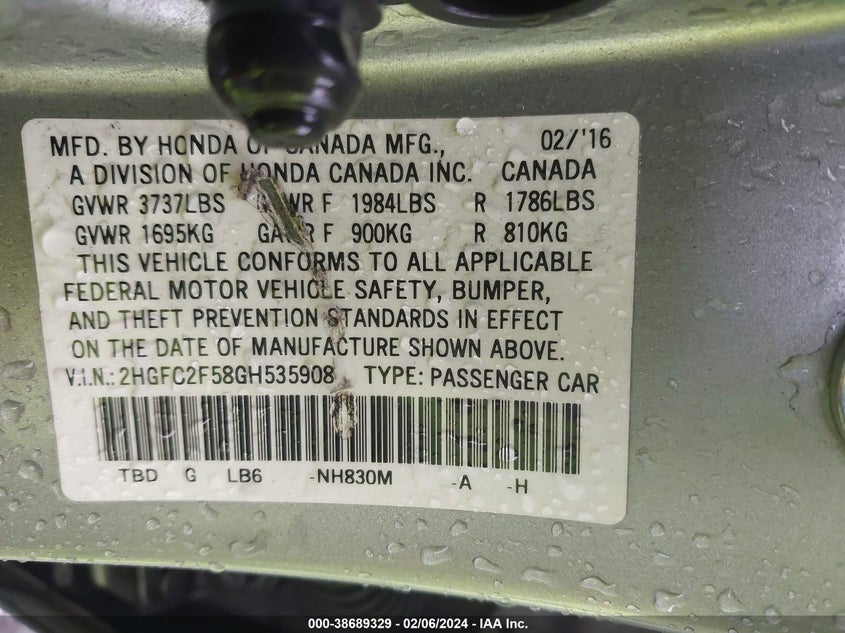 MFD. BY HONDA OF CANADA MFG., 02/'16
A DIVISION OF HONDA CANADA INC. CANADA
GVWR 3737LBS GAWR F 1984LBS R 1786LBS
GVWR 1695KG GAWR F 900KG R 810KG
THIS VEHICLE CONFORMS TO ALL APPLICABLE
FEDERAL MOTOR VEHICLE SAFETY, BUMPER,
AND THEFT PREVENTION STANDARDS IN EFFECT
ON THE DATE OF MANUFACTURE SHOWN ABOVE.
V.I.N.: 2HGFC2F58GH535908 TYPE: PASSENGER CAR
TBD G LB6 -NH830M -A -H
000-38689329 / 02/06/2024 - IAA Inc.